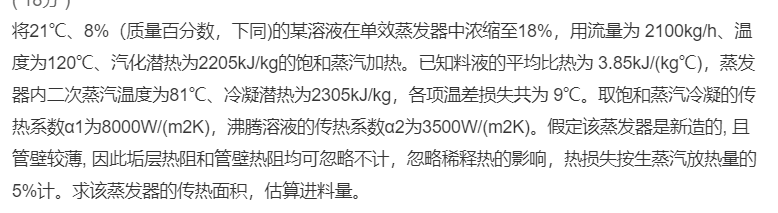 (18分)
将21℃、8%（质量百分数，下同)的某溶液在单效蒸发器中浓缩至18%，用流量为 2100kg/h、温
度为120℃、汽化潜热为2205kJ/kg的饱和蒸汽加热。已知料液的平均比热为 3.85kJ/(kg℃)，蒸发
器内二次蒸汽温度为81℃、冷凝潜热为2305kJ/kg，各项温差损失共为 9℃。取饱和蒸汽冷凝的传
热系数α1为8000W/(m2K)，沸腾溶液的传热系数α2为3500W/(m2K)。假定该蒸发器是新造的, 且
管壁较薄, 因此垢层热阻和管壁热阻均可忽略不计，忽略稀释热的影响，热损失按生蒸汽放热量的
5%计。求该蒸发器的传热面积，估算进料量。